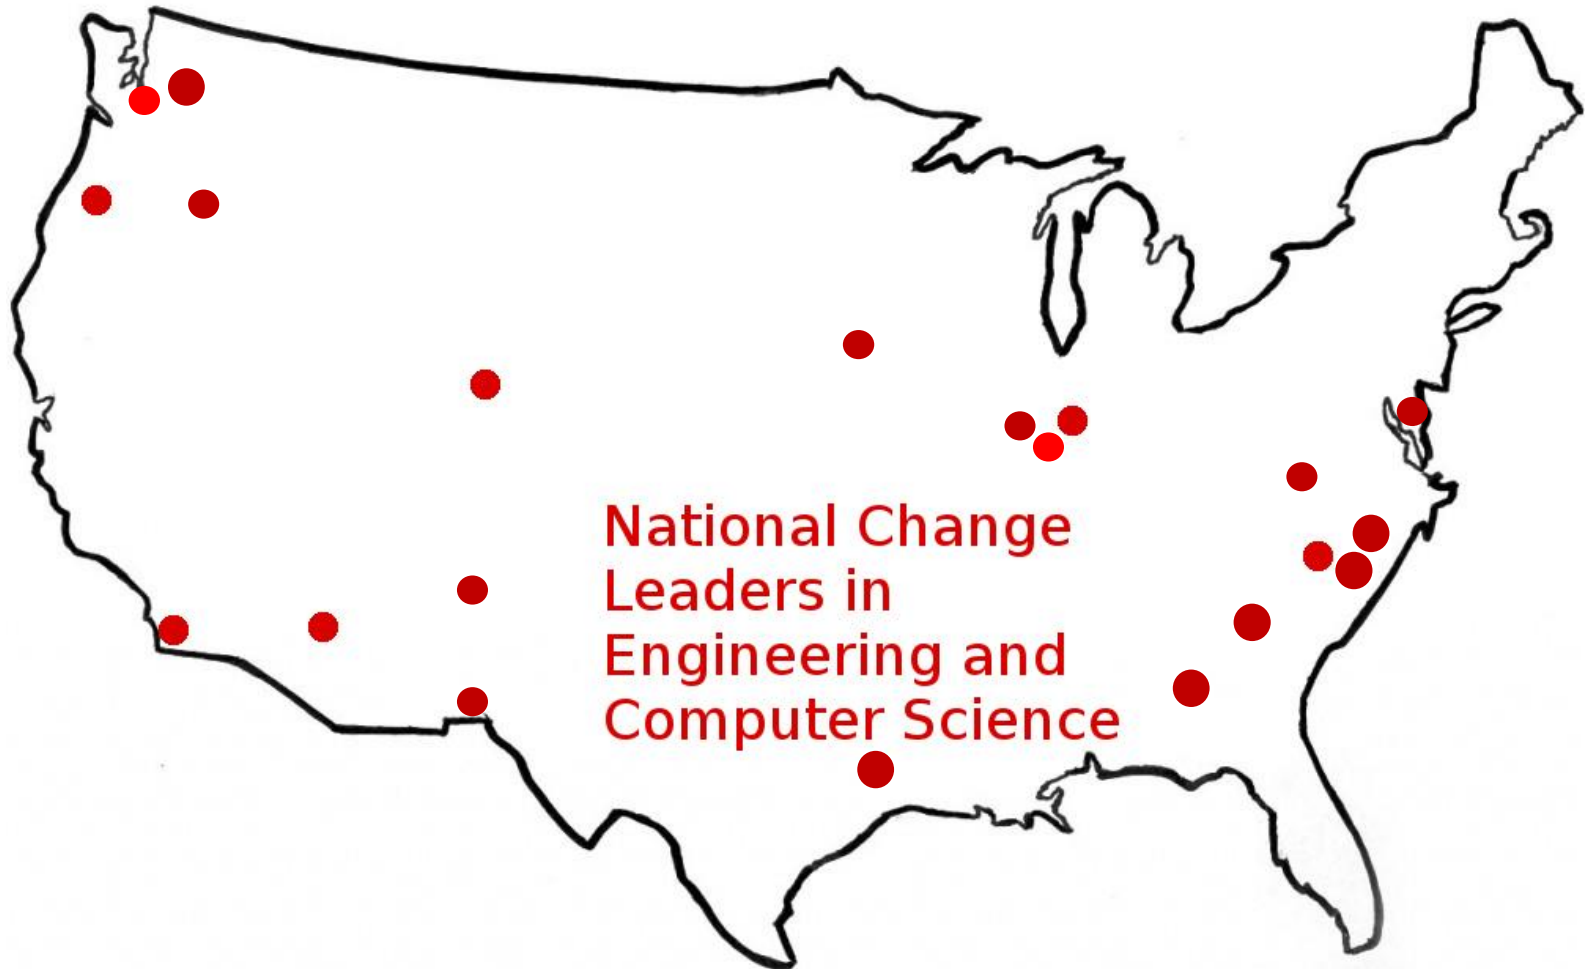 National Change
Leaders in
Engineering and
Computer Science